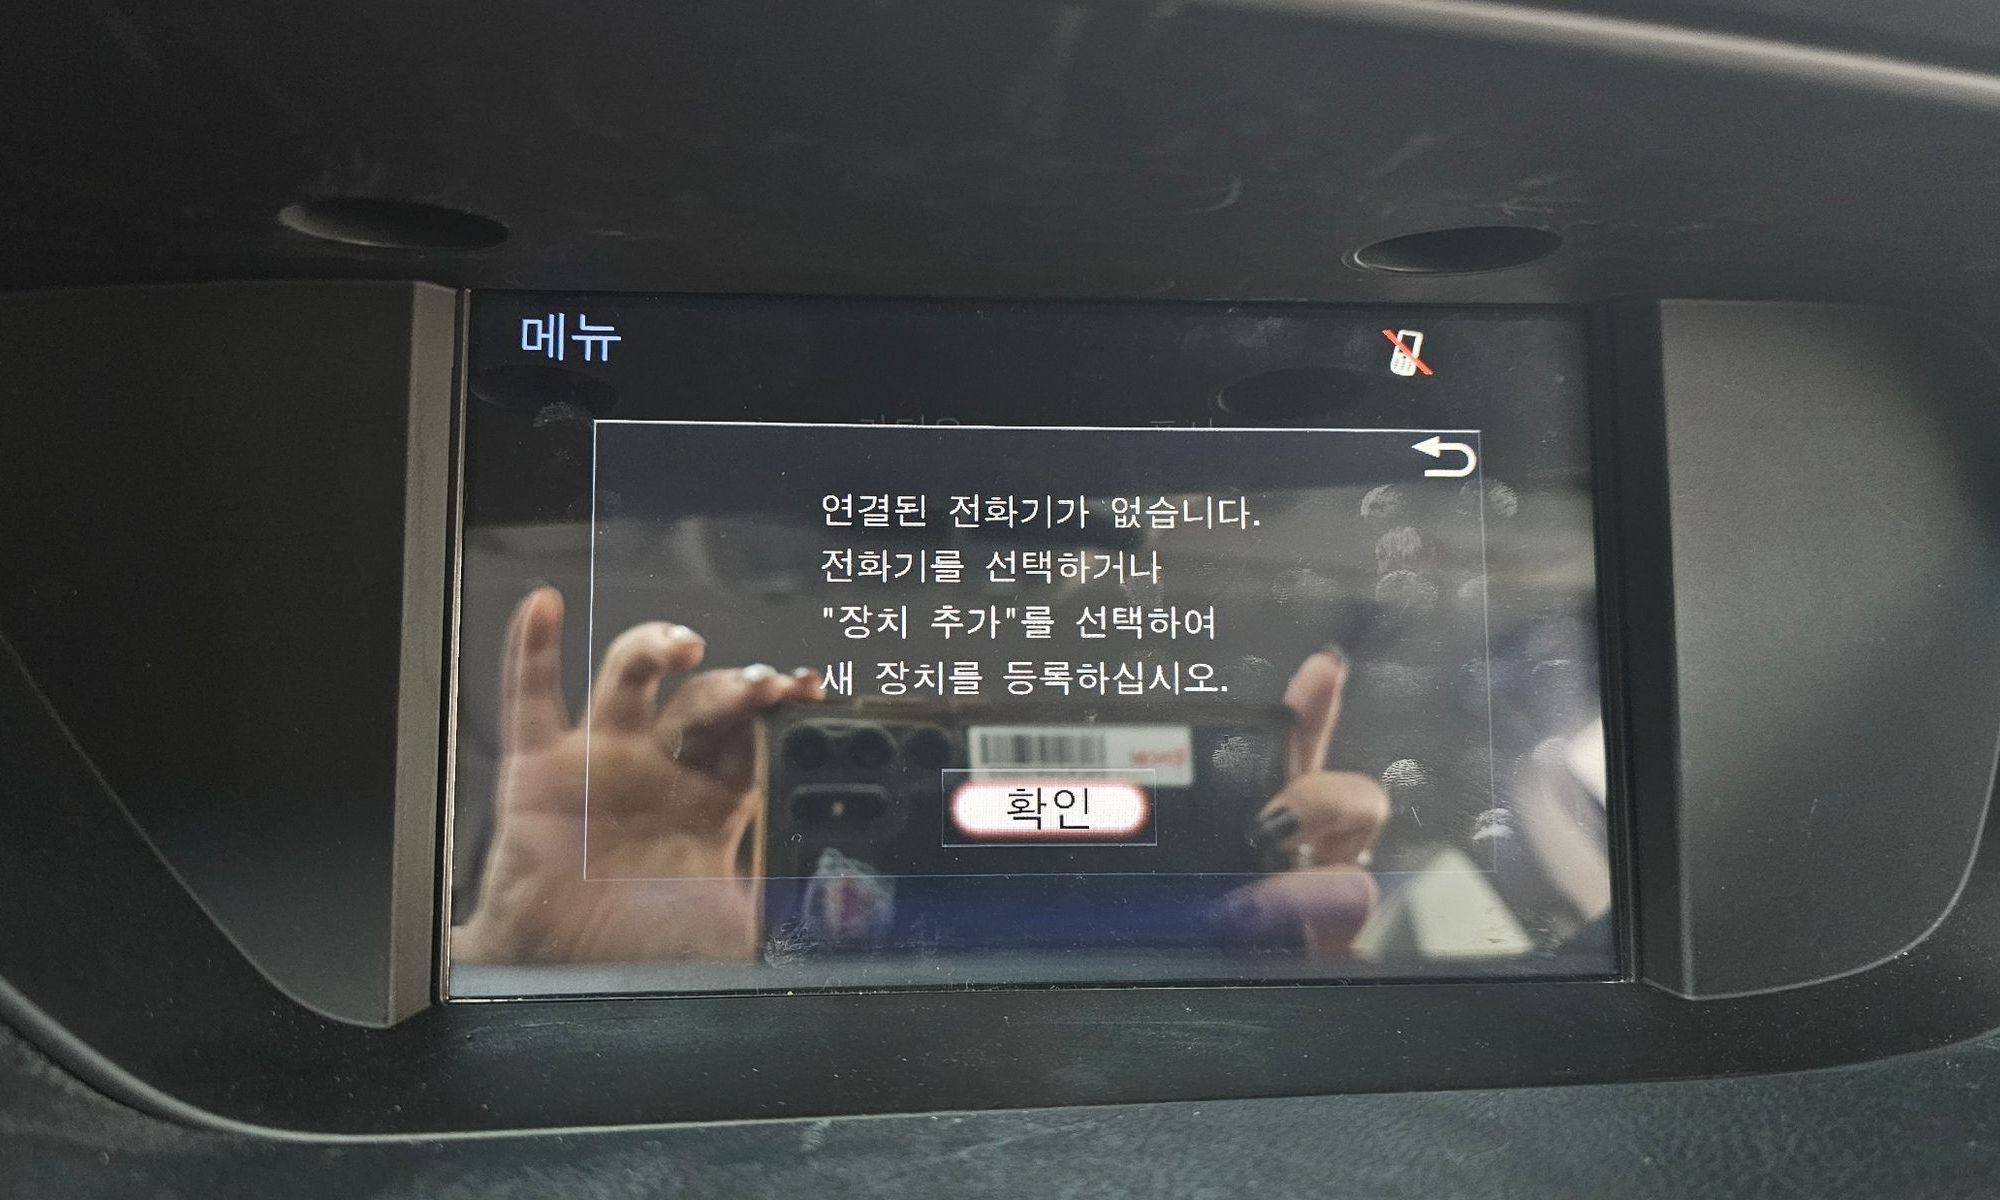 메뉴
연결된 전화기가 없습니다.
전화기를 선택하거나
"장치 추가"를 선택하여
새 장치를 등록하십시오.
확인